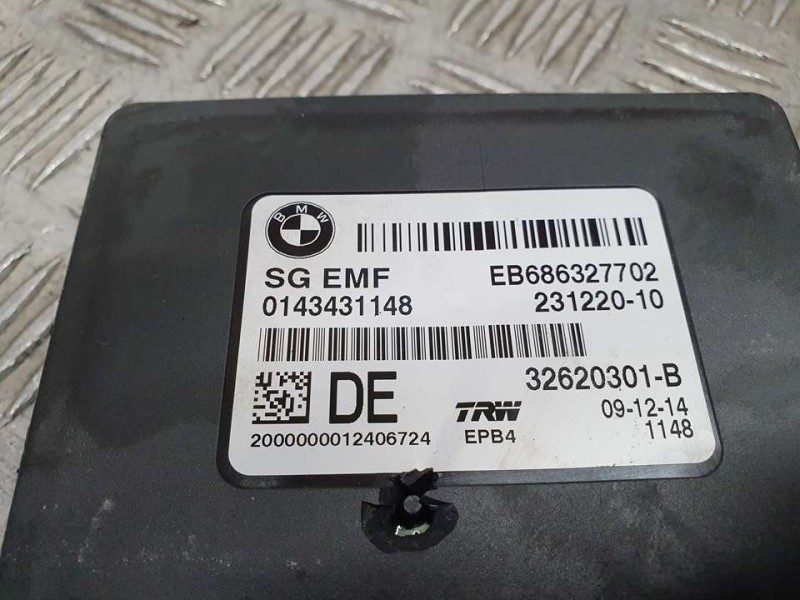 BMW
SG EMF
EB686327702
0143431148
231220-10
32620301-B
DE
TRW
09-12-14
2000000012406724
EPB4
1148